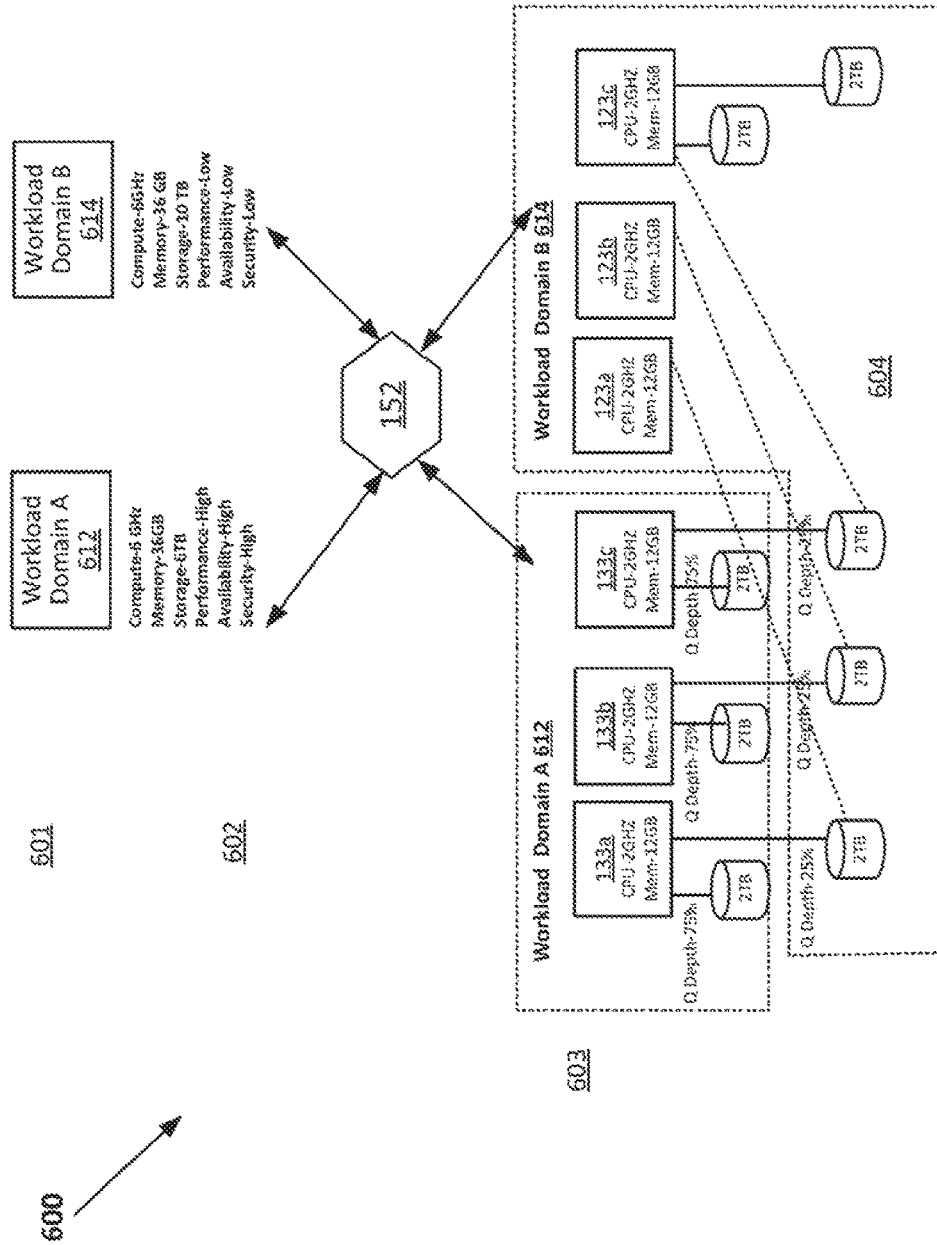 600
601
602
603
604
Workload
Domain A
612
Compute-6 GHz
Memory-36GB
Storage-6TB
Performance-High
Availability-High
Security-High
Workload
Domain B
614
Compute-6GHz
Memory-36 GB
Storage-10 TB
Performance-Low
Availability-Low
Security-Low
152
Workload Domain A 612
133a
CPU-2GHZ
Mem-12GB
133b
CPU-2GHZ
Mem-12GB
133c
CPU-2GHZ
Mem-12GB
Q Depth-75%
2TB
Q Depth-75%
2TB
Q Depth-75%
2TB
Workload Domain B 614
123a
CPU-2GHZ
Mem-12GB
123b
CPU-2GHZ
Mem-12GB
123c
CPU-2GHZ
Mem-12GB
2TB
2TB
Q Depth-25%
2TB
Q Depth-25%
2TB
Q Depth-25%
2TB